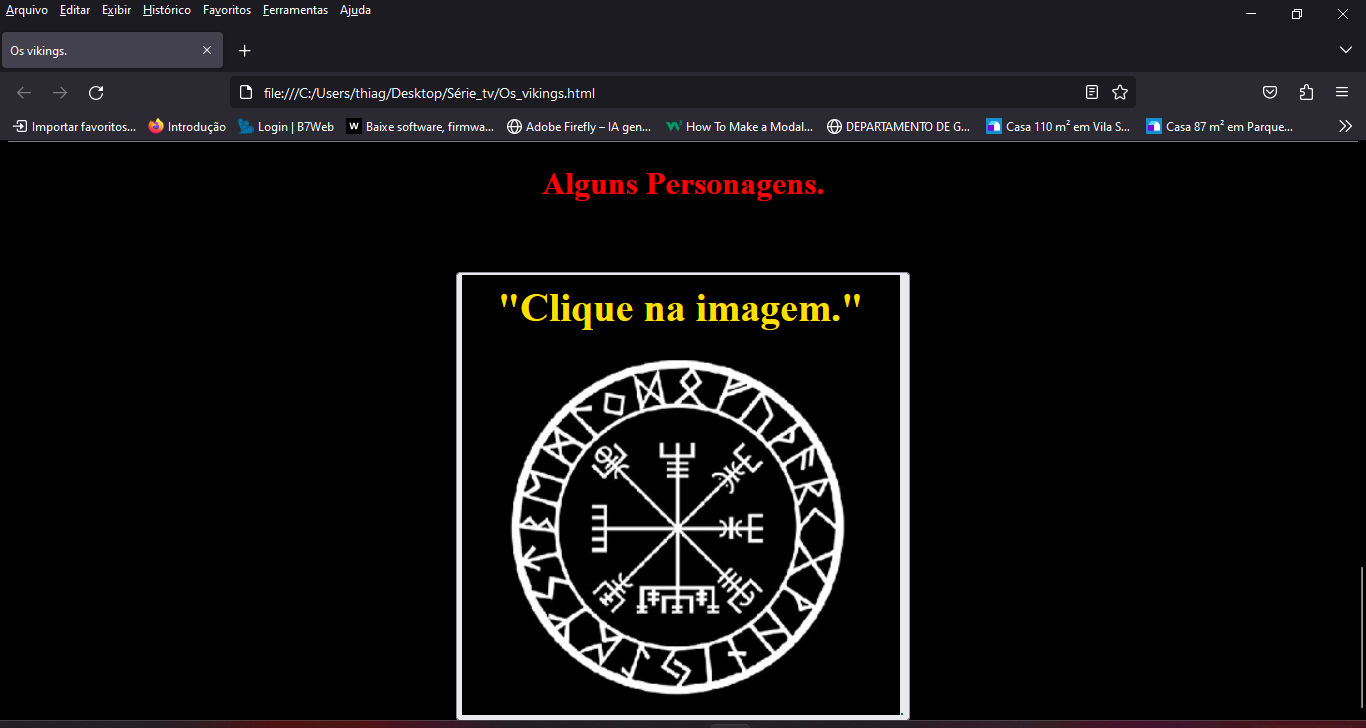 Arquivo Editar Exibir Histórico Favoritos Ferramentas Ajuda
Os vikings.
file:///C:/Users/thiag/Desktop/Série_tv/Os_vikings.html
Importar favoritos... Introdução Login | B7Web W Baixe software, firmwa... Adobe Firefly – IA gen... How To Make a Modal... DEPARTAMENTO DE G... Casa 110 m² em Vila S... Casa 87 m² em Parque...
Alguns Personagens.
"Clique na imagem."